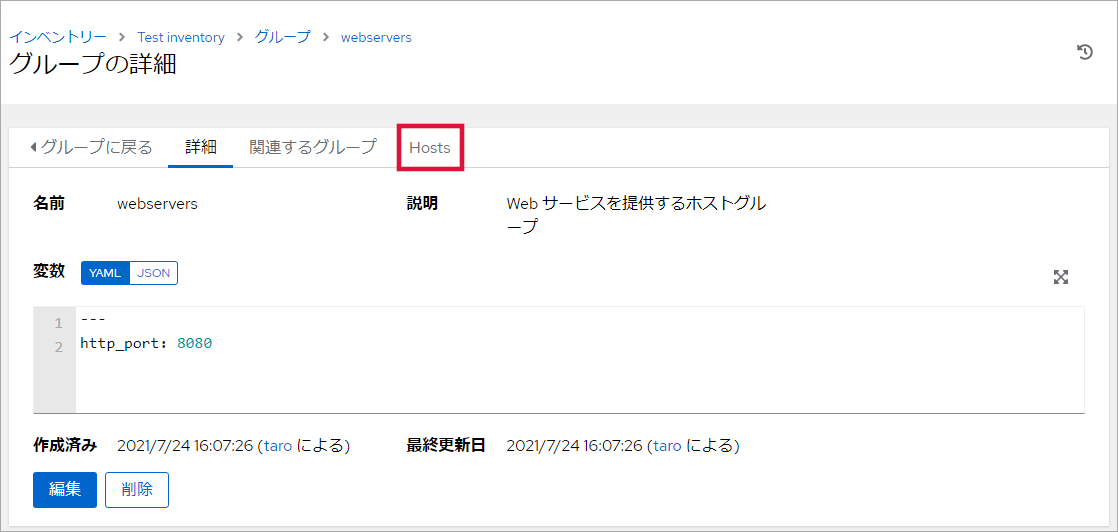 インベントリー > Test inventory > グループ > webservers
グループの詳細
グループに戻る 詳細 関連するグループ Hosts
名前 webservers 説明 Web サービスを提供するホストグル
ープ
変数 YAML JSON
1 ---
2 http_port: 8080
作成済み 2021/7/24 16:07:26 (taro による) 最終更新日 2021/7/24 16:07:26 (taro による)
編集 削除